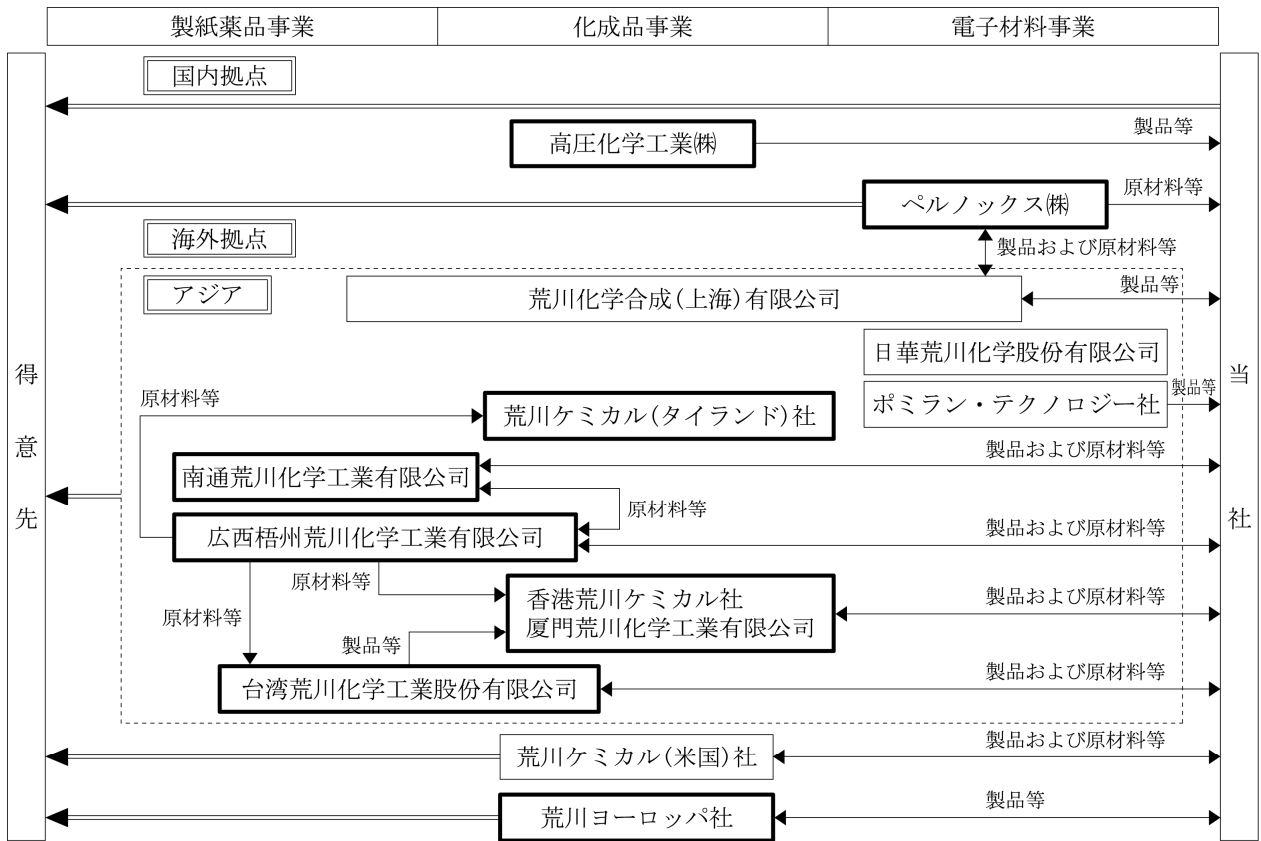 製紙薬品事業
化成品事業
電子材料事業
得意先
当社
国内拠点
高圧化学工業㈱
製品等
ペルノックス㈱
原材料等
海外拠点
製品および原材料等
アジア
荒川化学合成(上海)有限公司
製品等
日華荒川化学股份有限公司
ポミラン・テクノロジー社
製品等
原材料等
荒川ケミカル(タイランド)社
南通荒川化学工業有限公司
製品および原材料等
原材料等
広西梧州荒川化学工業有限公司
製品および原材料等
原材料等
原材料等
香港荒川ケミカル社
厦門荒川化学工業有限公司
製品および原材料等
製品等
台湾荒川化学工業股份有限公司
製品および原材料等
荒川ケミカル(米国)社
製品および原材料等
荒川ヨーロッパ社
製品等